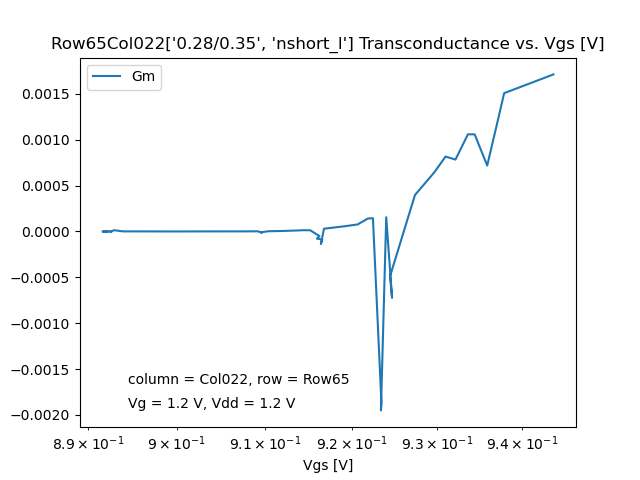 Row65Col022['0.28/0.35', 'nshort_l'] Transconductance vs. Vgs [V]
Gm
0.0015
0.0010
0.0005
0.0000
−0.0005
−0.0010
−0.0015
−0.0020
column = Col022, row = Row65
Vg = 1.2 V, Vdd = 1.2 V
8.9 × 10⁻¹ 9 × 10⁻¹ 9.1 × 10⁻¹ 9.2 × 10⁻¹ 9.3 × 10⁻¹ 9.4 × 10⁻¹
Vgs [V]